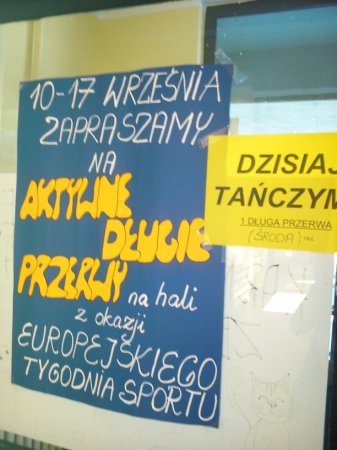 10-17 WRZEŚNIA
ZAPRASZAMY
NA
AKTYWNE
DŁUGIE
PRZERWY
na hali
z okazji
EUROPEJSKIEGO
TYGODNIA SPORTU
DZISIAJ
TAŃCZYM
1 DŁUGA PRZERWA
(ŚRODA)